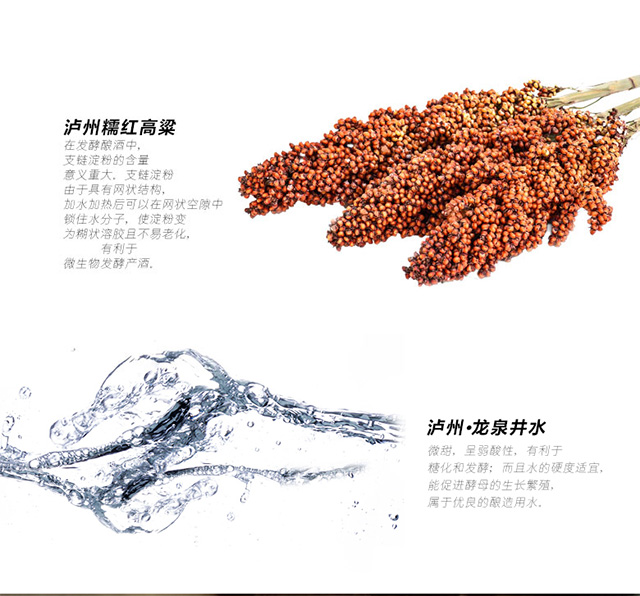 泸州糯红高粱
在发酵酿酒中,
支链淀粉的含量
意义重大, 支链淀粉
由于具有网状结构,
加水加热后可以在网状空隙中
锁住水分子, 使淀粉变
为糊状溶胶且不易老化,
有利于
微生物发酵产酒.
泸州·龙泉井水
微甜, 呈弱酸性, 有利于
糖化和发酵; 而且水的硬度适宜,
能促进酵母的生长繁殖,
属于优良的酿造用水.